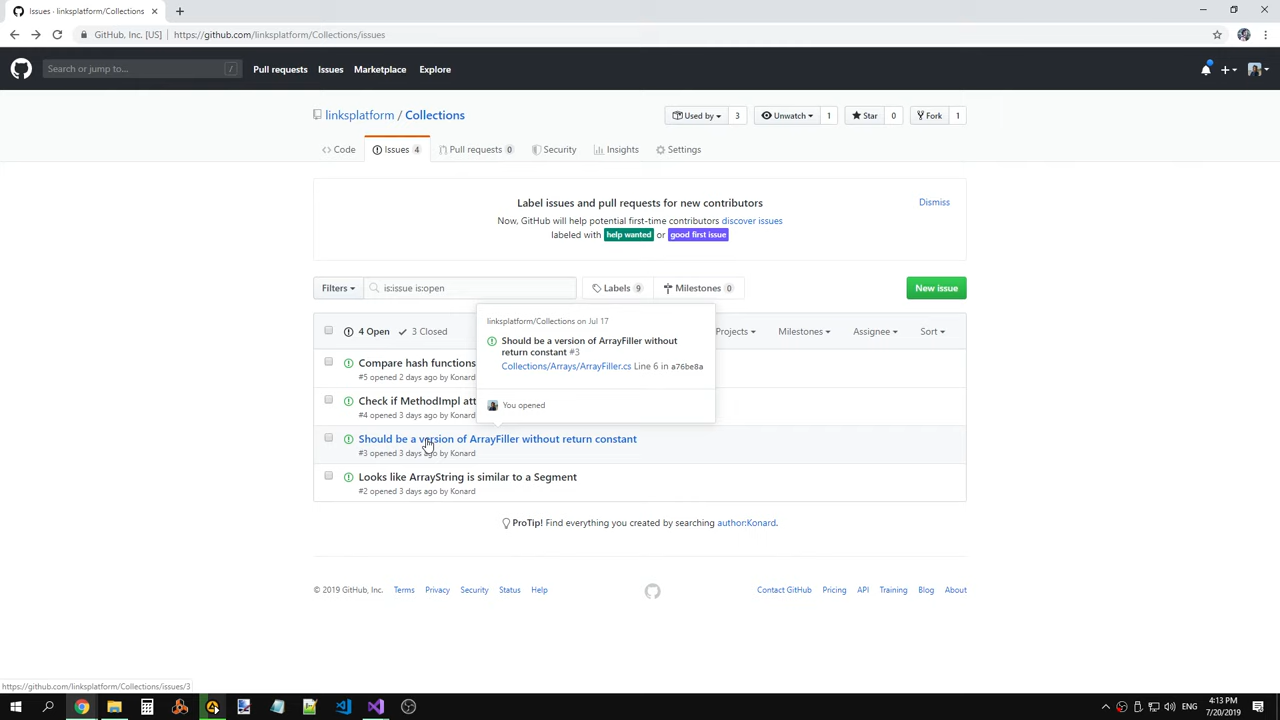 Issues · linksplatform/Collections
GitHub, Inc. [US] | https://github.com/linksplatform/Collections/issues
Search or jump to... /
Pull requests Issues Marketplace Explore
linksplatform / Collections
Used by 3 Unwatch 1 Star 0 Fork 1
Code Issues 4 Pull requests 0 Security Insights Settings
Label issues and pull requests for new contributors
Dismiss
Now, GitHub will help potential first-time contributors discover issues
labeled with help wanted or good first issue
Filters is:issue is:open Labels 9 Milestones 0 New issue
linksplatform/Collections on Jul 17
Should be a version of ArrayFiller without
return constant #3
Collections/Arrays/ArrayFiller.cs Line 6 in a76be8a
You opened
4 Open 3 Closed Projects Milestones Assignee Sort
Compare hash functions
#5 opened 2 days ago by Konard
Check if MethodImpl att
#4 opened 3 days ago by Konard
Should be a version of ArrayFiller without return constant
#3 opened 3 days ago by Konard
Looks like ArrayString is similar to a Segment
#2 opened 3 days ago by Konard
ProTip! Find everything you created by searching author:Konard.
© 2019 GitHub, Inc. Terms Privacy Security Status Help Contact GitHub Pricing API Training Blog About
https://github.com/linksplatform/Collections/issues/3
ENG
4:13 PM
7/20/2019